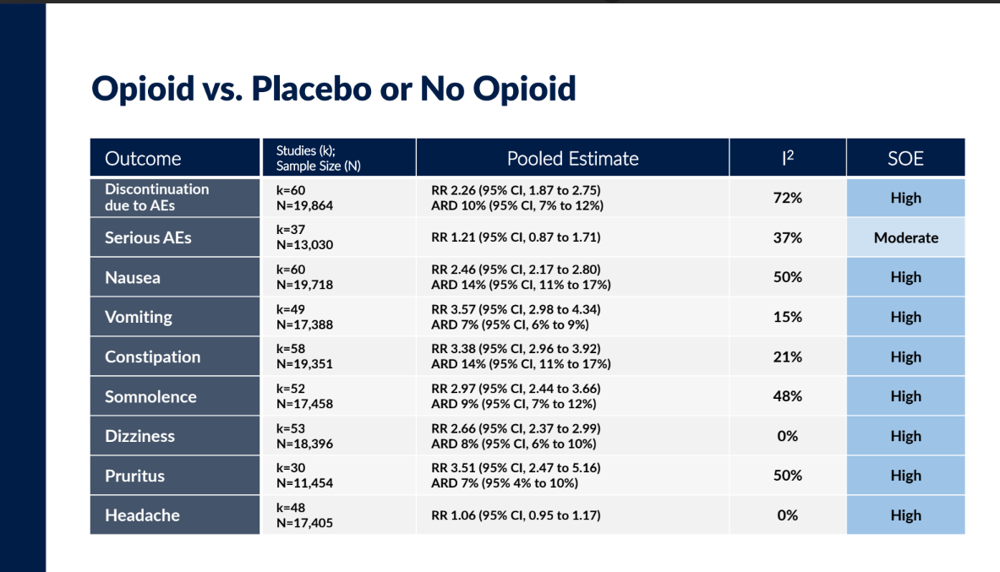 Opioid vs. Placebo or No Opioid
Outcome
Studies (k);
Sample Size (N)
Pooled Estimate
I²
SOE
Discontinuation
due to AEs
k=60
N=19,864
RR 2.26 (95% CI, 1.87 to 2.75)
ARD 10% (95% CI, 7% to 12%)
72%
High
Serious AEs
k=37
N=13,030
RR 1.21 (95% CI, 0.87 to 1.71)
37%
Moderate
Nausea
k=60
N=19,718
RR 2.46 (95% CI, 2.17 to 2.80)
ARD 14% (95% CI, 11% to 17%)
50%
High
Vomiting
k=49
N=17,388
RR 3.57 (95% CI, 2.98 to 4.34)
ARD 7% (95% CI, 6% to 9%)
15%
High
Constipation
k=58
N=19,351
RR 3.38 (95% CI, 2.96 to 3.92)
ARD 14% (95% CI, 11% to 17%)
21%
High
Somnolence
k=52
N=17,458
RR 2.97 (95% CI, 2.44 to 3.66)
ARD 9% (95% CI, 7% to 12%)
48%
High
Dizziness
k=53
N=18,396
RR 2.66 (95% CI, 2.37 to 2.99)
ARD 8% (95% CI, 6% to 10%)
0%
High
Pruritus
k=30
N=11,454
RR 3.51 (95% CI, 2.47 to 5.16)
ARD 7% (95% 4% to 10%)
50%
High
Headache
k=48
N=17,405
RR 1.06 (95% CI, 0.95 to 1.17)
0%
High